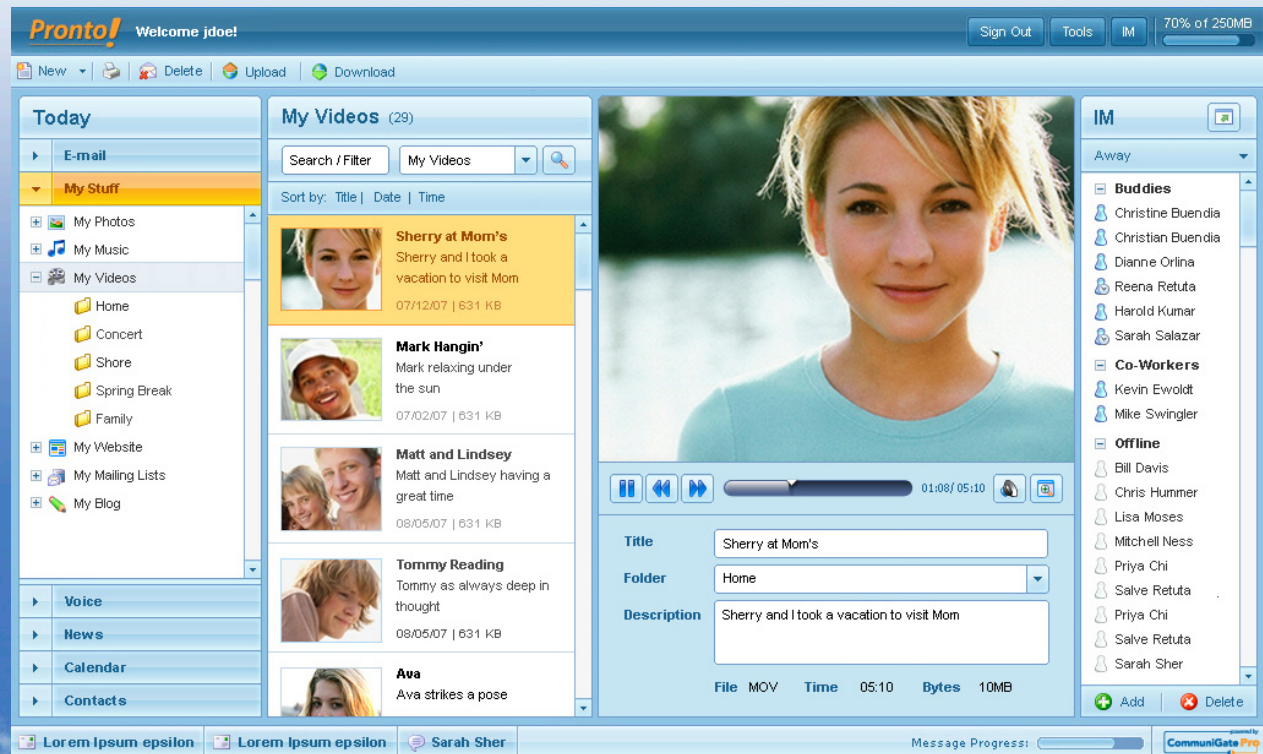 Pronto!
Welcome jdoe!
Sign Out
Tools
IM
70% of 250MB
New
Delete
Upload
Download
Today
E-mail
My Stuff
My Photos
My Music
My Videos
Home
Concert
Shore
Spring Break
Family
My Website
My Mailing Lists
My Blog
Voice
News
Calendar
Contacts
My Videos (29)
Search / Filter
My Videos
Sort by: Title | Date | Time
Sherry at Mom's
Sherry and I took a
vacation to visit Mom
07/12/07 | 631 KB
Mark Hangin'
Mark relaxing under
the sun
07/02/07 | 631 KB
Matt and Lindsey
Matt and Lindsey having a
great time
08/05/07 | 631 KB
Tommy Reading
Tommy as always deep in
thought
08/05/07 | 631 KB
Ava
Ava strikes a pose
01:08/ 05:10
Title
Sherry at Mom's
Folder
Home
Description
Sherry and I took a vacation to visit Mom
File MOV Time 05:10 Bytes 10MB
IM
Away
Buddies
Christine Buendia
Christian Buendia
Dianne Orlina
Reena Retuta
Harold Kumar
Sarah Salazar
Co-Workers
Kevin Ewoldt
Mike Swingler
Offline
Bill Davis
Chris Hummer
Lisa Moses
Mitchell Ness
Priya Chi
Salve Retuta
Priya Chi
Salve Retuta
Sarah Sher
Add
Delete
Lorem Ipsum epsilon
Lorem Ipsum epsilon
Sarah Sher
Message Progress:
powered by
CommuniGate Pro